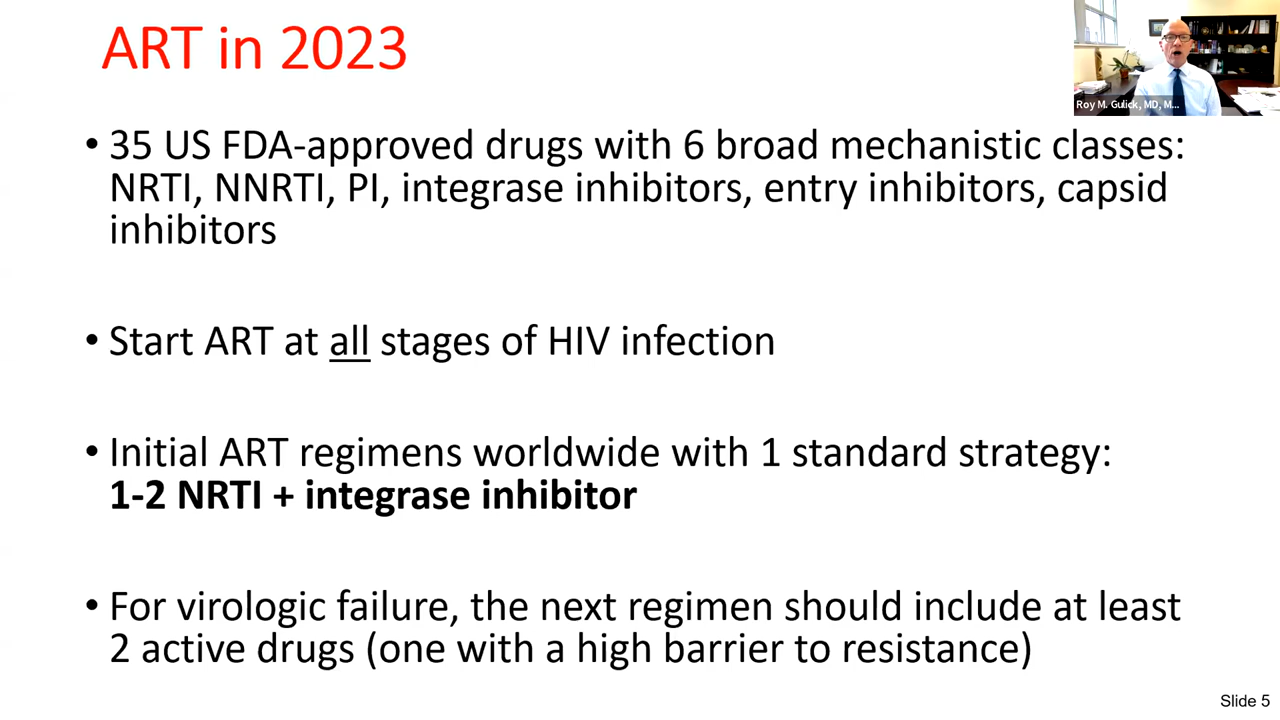 ART in 2023
Roy M. Gulick, MD, M...
• 35 US FDA-approved drugs with 6 broad mechanistic classes:
NRTI, NNRTI, PI, integrase inhibitors, entry inhibitors, capsid
inhibitors
• Start ART at all stages of HIV infection
• Initial ART regimens worldwide with 1 standard strategy:
1-2 NRTI + integrase inhibitor
• For virologic failure, the next regimen should include at least
2 active drugs (one with a high barrier to resistance)
Slide 5